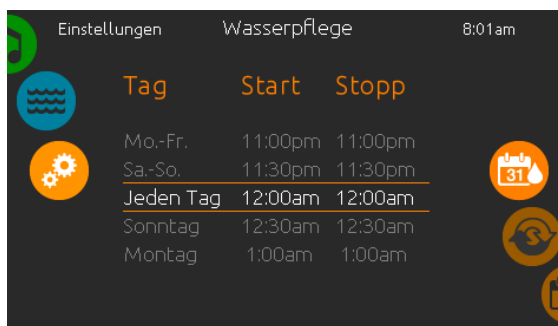 Einstellungen Wasserpflege 8:01am
Tag Start Stopp
Mo.-Fr. 11:00pm 11:00pm
Sa.-So. 11:30pm 11:30pm
Jeden Tag 12:00am 12:00am
31
Sonntag 12:30am 12:30am
Montag 1:00am 1:00am